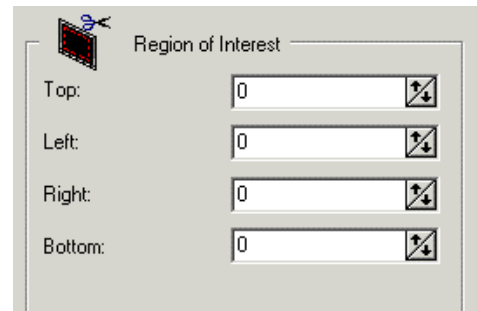 Region of Interest
Top: 0
Left: 0
Right: 0
Bottom: 0